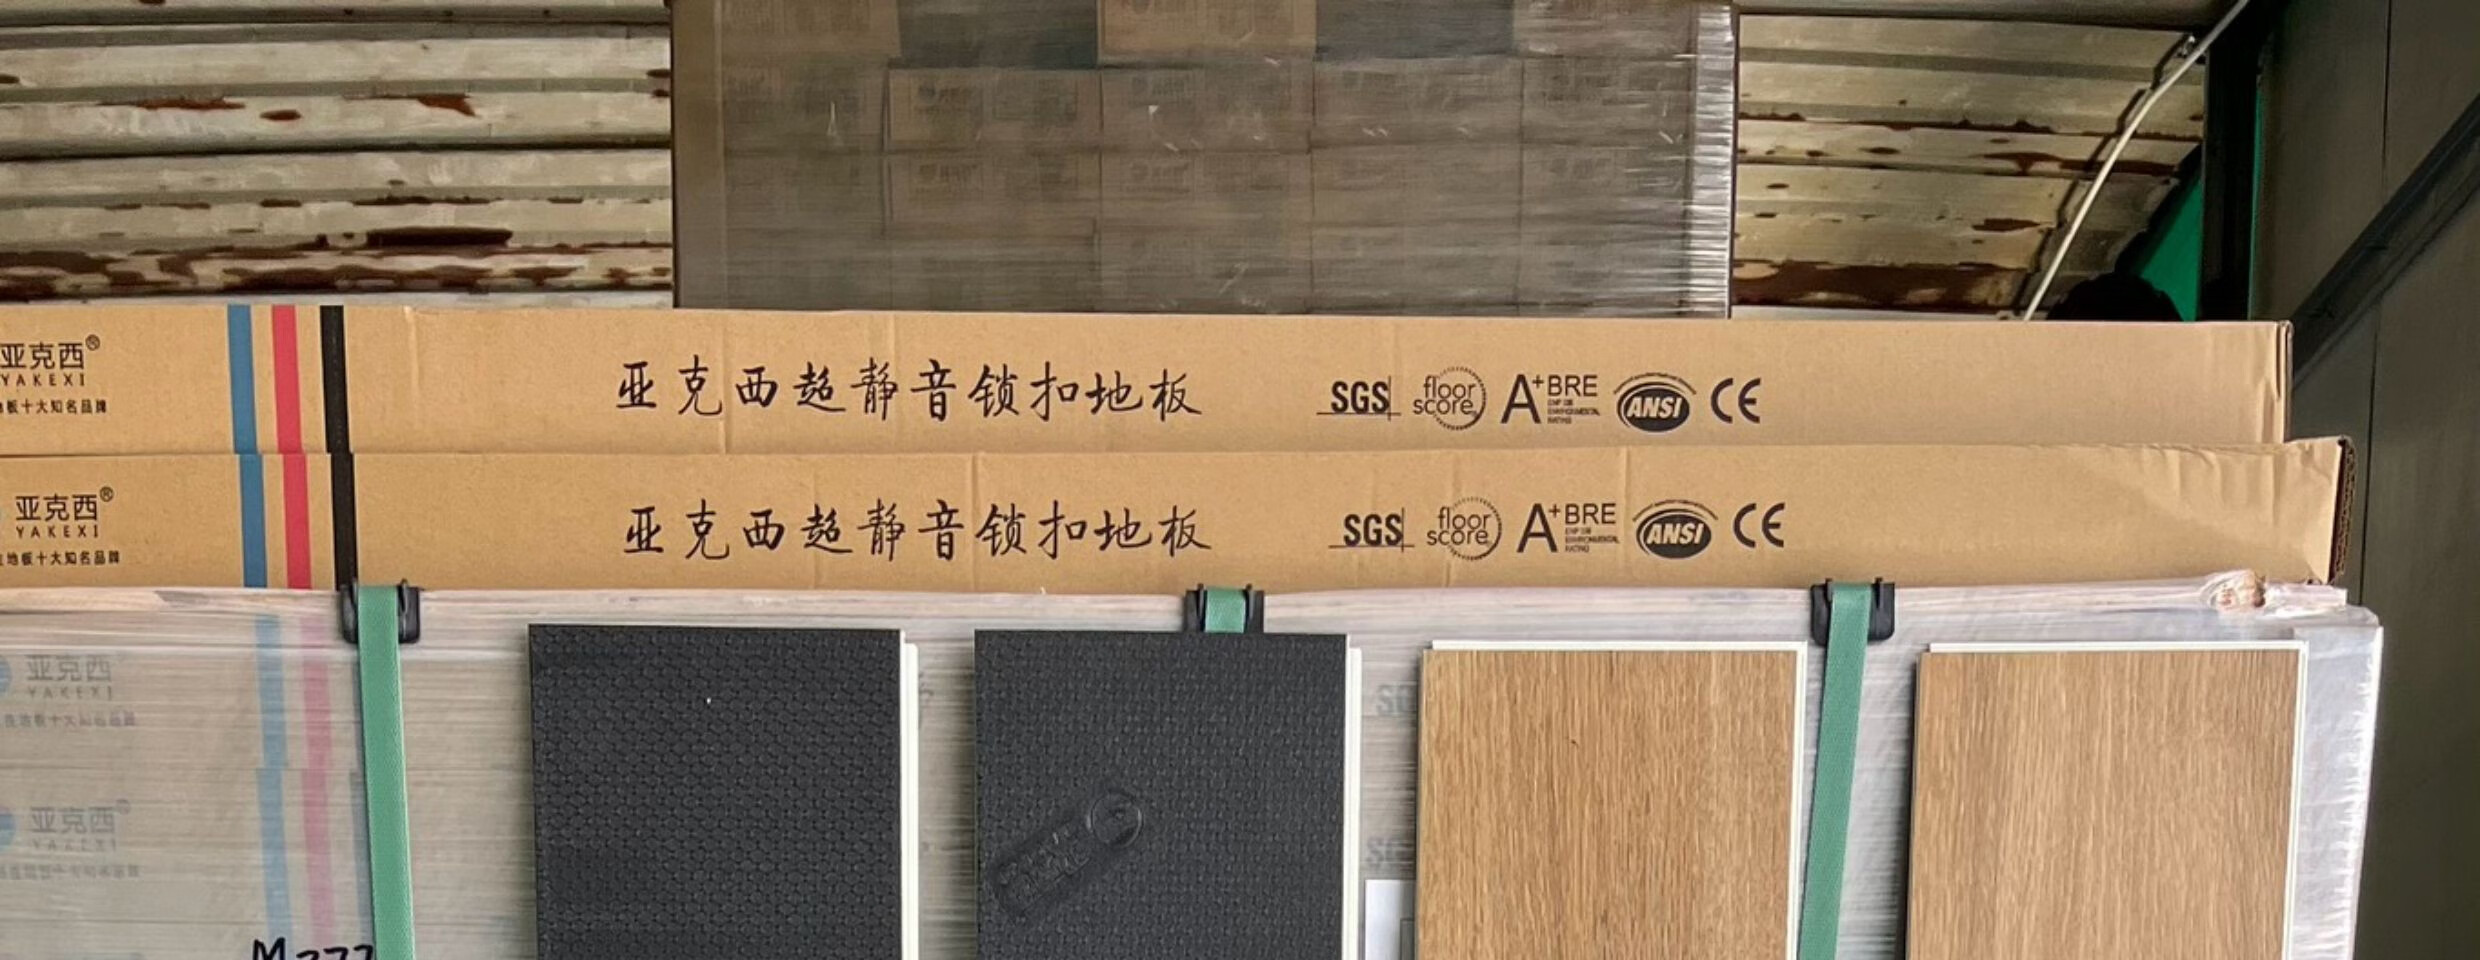 亚克西®
YAKEXI
地板十大知名品牌
亚克西超静音锁扣地板
SGS
floor
score
A+ BRE
ANSI
CE
亚克西®
YAKEXI
地板十大知名品牌
亚克西超静音锁扣地板
SGS
floor
score
A+ BRE
ANSI
CE
亚克西
YAKEXI
亚克西
YAKEXI